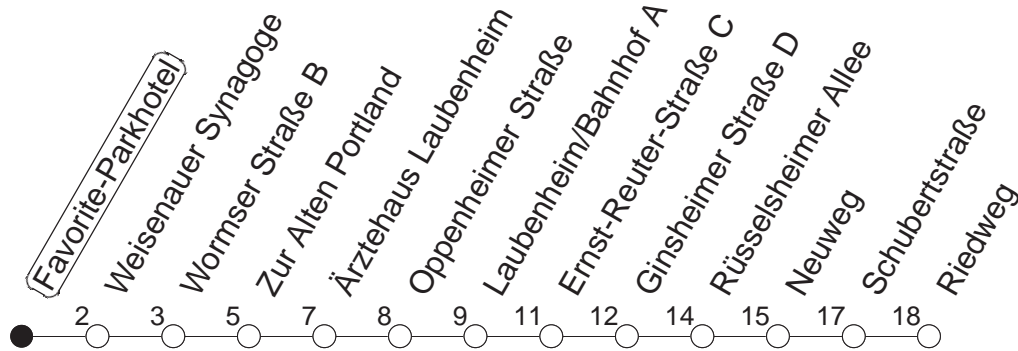 Favorite-Parkhotel
Weisenauer Synagoge
Wormser Straße B
Zur Alten Portland
Ärztehaus Laubenheim
Oppenheimer Straße
Laubenheim/Bahnhof A
Ernst-Reuter-Straße C
Ginsheimer Straße D
Rüsselsheimer Allee
Neuweg
Schubertstraße
Riedweg
2 3 5 7 8 9 11 12 14 15 17 18